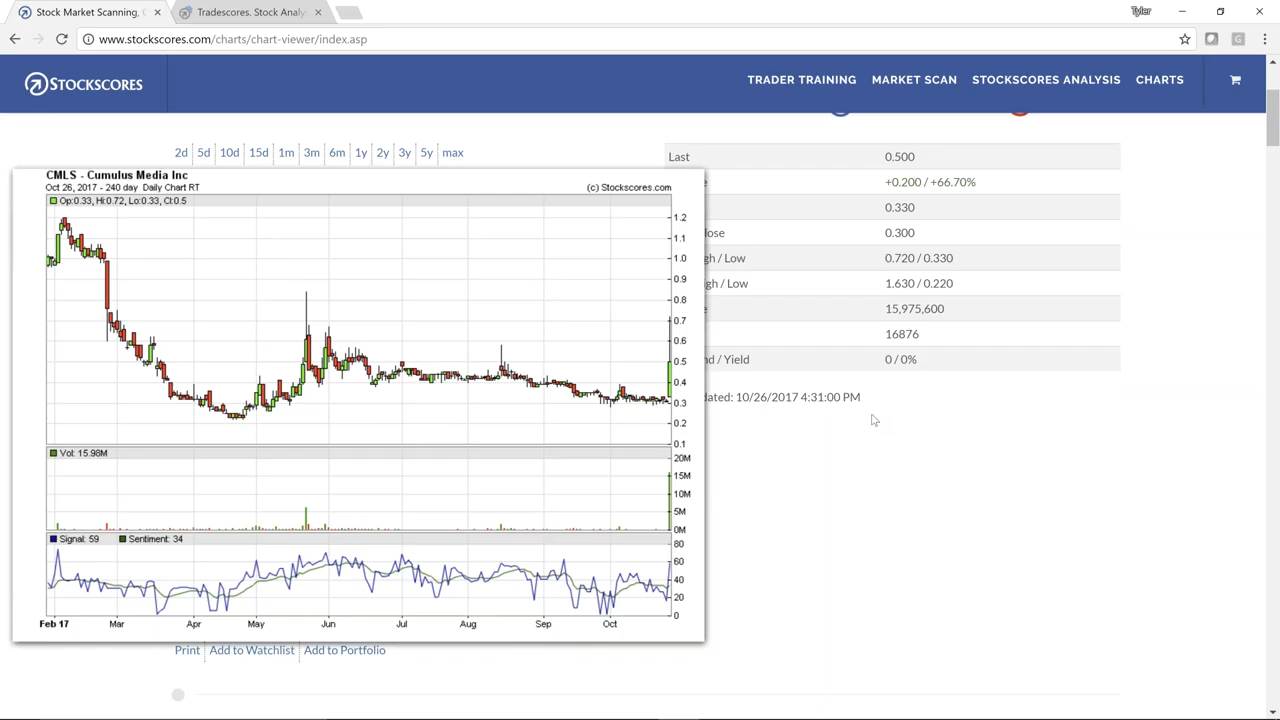 Stock Market Scanning, C
Tradescores. Stock Analy
Tyler
www.stockscores.com/charts/chart-viewer/index.asp
STOCKSCORES
TRADER TRAINING
MARKET SCAN
STOCKSCORES ANALYSIS
CHARTS
2d 5d 10d 15d 1m 3m 6m 1y 2y 3y 5y max
CMLS - Cumulus Media Inc
Oct 26, 2017 - 240 day Daily Chart RT
(c) Stockscores.com
Op:0.33, Hi:0.72, Lo:0.33, Cl:0.5
1.2
1.1
1.0
0.9
0.8
0.7
0.6
0.5
0.4
0.3
0.2
0.1
Vol: 15.98M
20M
15M
10M
5M
0M
Signal: 59 Sentiment: 34
80
60
40
20
0
Feb 17 Mar Apr May Jun Jul Aug Sep Oct
Last 0.500
e +0.200 / +66.70%
0.330
lose 0.300
gh / Low 0.720 / 0.330
gh / Low 1.630 / 0.220
e 15,975,600
16876
nd / Yield 0 / 0%
dated: 10/26/2017 4:31:00 PM
Print Add to Watchlist Add to Portfolio